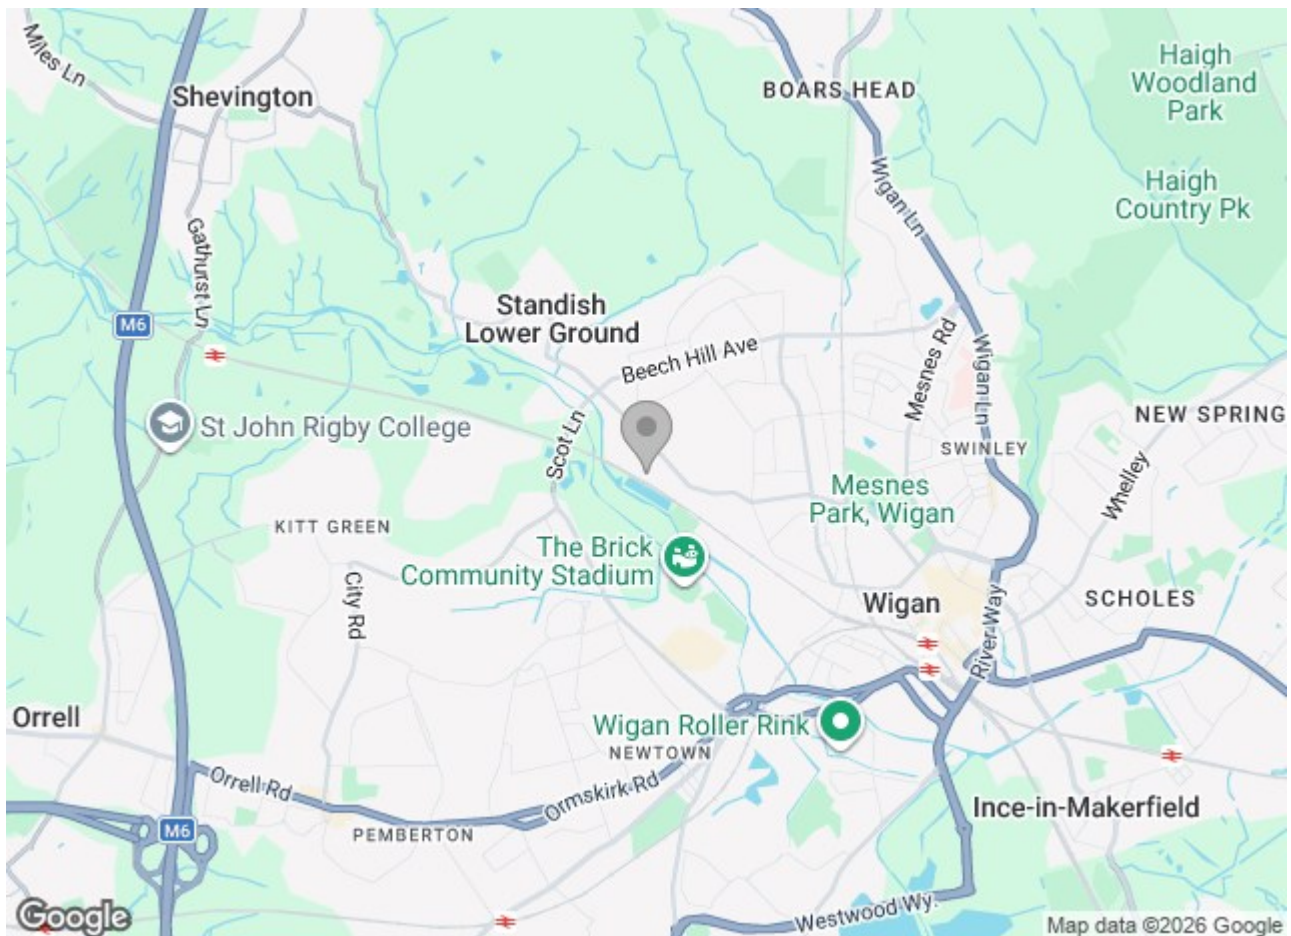 Miles Ln
Shevington
BOARS HEAD
Haigh
Woodland
Park
Haigh
Country Pk
Wigan Ln
Gathurst Ln
M6
Standish
Lower Ground
Beech Hill Ave
Mesnes Rd
Wigan Ln
St John Rigby College
Scot Ln
NEW SPRING
SWINLEY
Whelley
Mesnes
Park, Wigan
KITT GREEN
The Brick
Community Stadium
City Rd
Wigan
SCHOLES
River Way
Orrell
Wigan Roller Rink
NEWTOWN
Orrell Rd
Ormskirk Rd
M6
PEMBERTON
Ince-in-Makerfield
Westwood Wy.
Google
Map data ©2026 Google